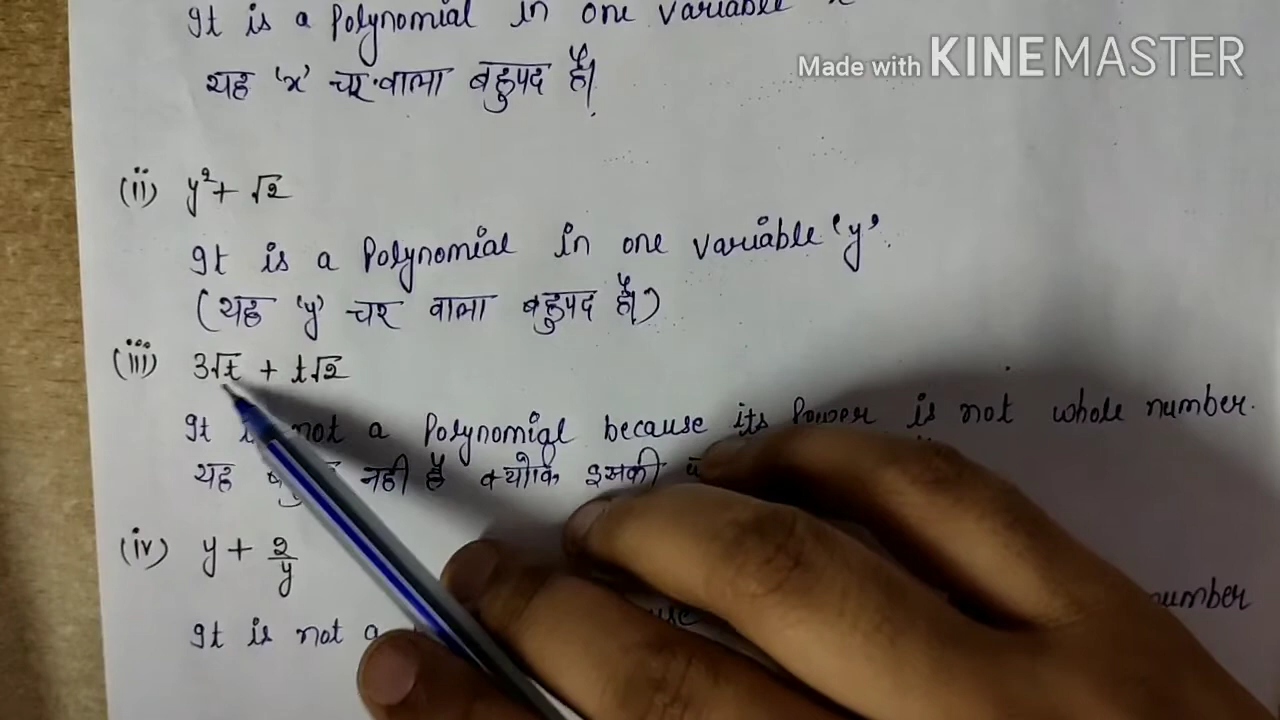 It is a Polynomial in one variable
Made with KINEMASTER
यह 'x' चर वाला बहुपद है।
(ii) y² + √2
It is a Polynomial in one variable 'y'.
(यह 'y' चर वाला बहुपद है।)
(iii) 3√t + t√2
It is not a Polynomial because its Power is not whole number.
यह नही है क्योकि इसकी
(iv) y + 2/y
It is not a number